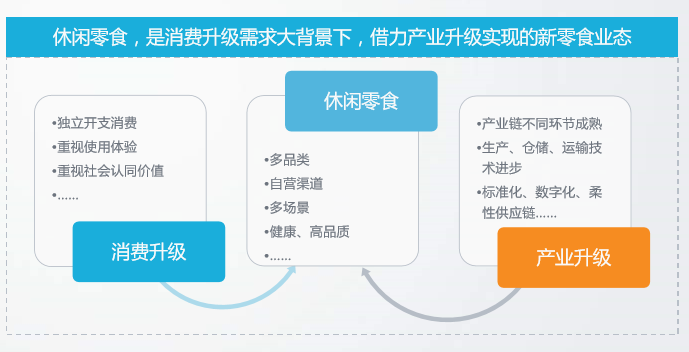 休闲零食，是消费升级需求大背景下，借力产业升级实现的新零食业态
•独立开支消费
•重视使用体验
•重视社会认同价值
•……
消费升级
休闲零食
•多品类
•自营渠道
•多场景
•健康、高品质
•……
•产业链不同环节成熟
•生产、仓储、运输技
术进步
•标准化、数字化、柔
性供应链……
产业升级